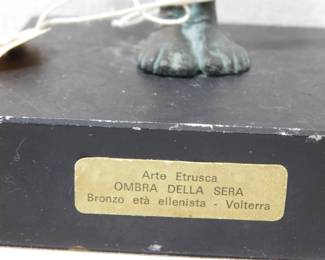 Arte Etrusca
OMBRA DELLA SERA
Bronzo età ellenista - Volterra